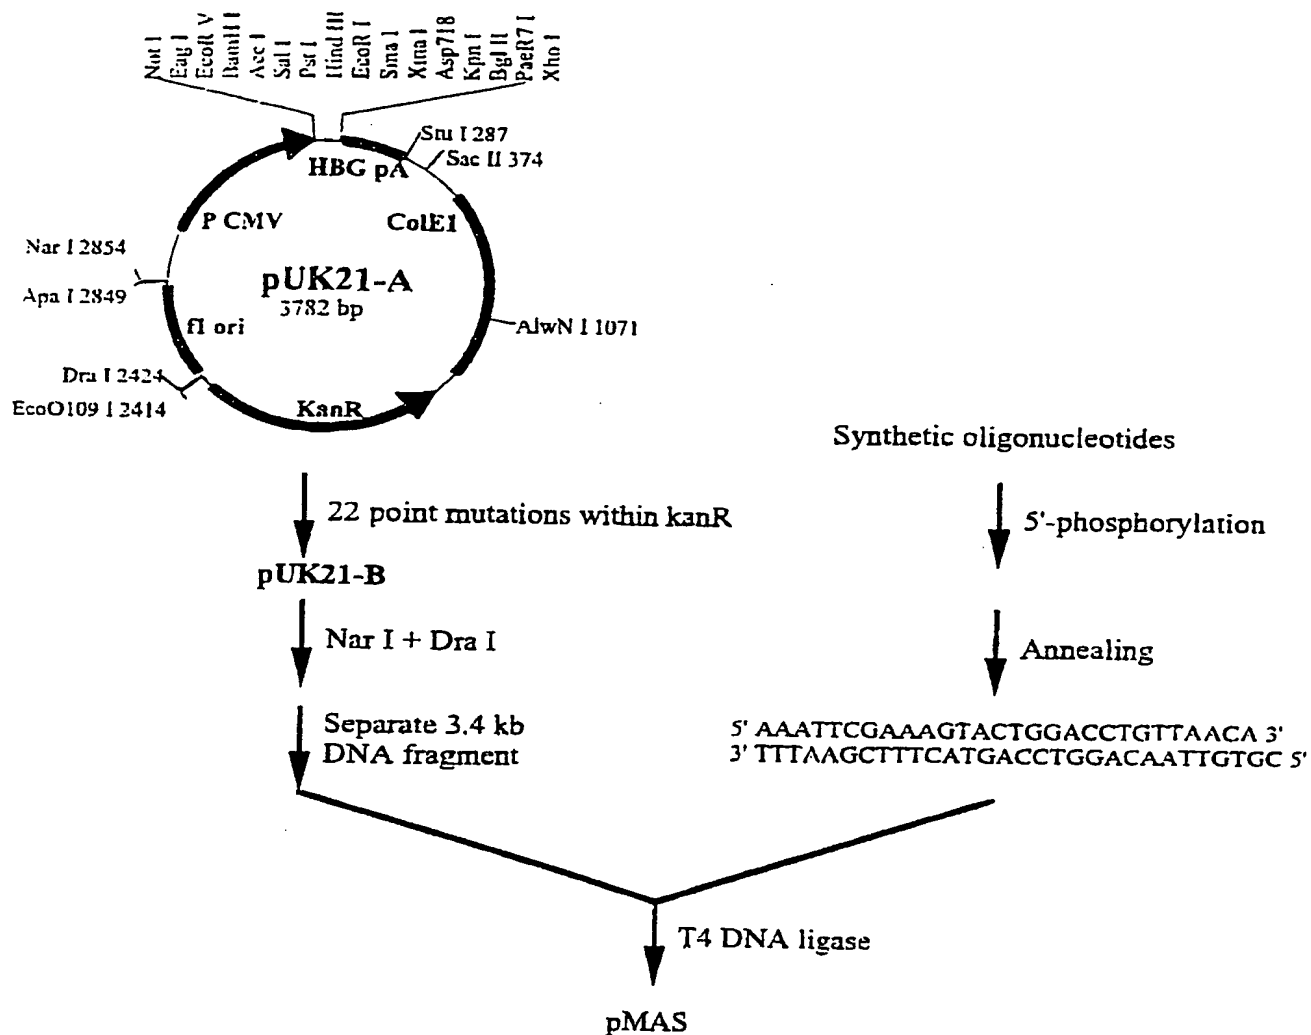 Not I
Eag I
EcoR V
BamH I
Acc I
Sal I
Pst I
Hind III
EcoR I
Sma I
Xma I
Asp718
Kpn I
Bgl II
PaeR7 I
Xho I
Stu I 287
Sac II 374
HBG pA
P CMV
ColE1
Nar I 2854
Apa I 2849
pUK21-A
3782 bp
f1 ori
AlwN I 1071
Dra I 2424
EcoO109 I 2414
KanR
Synthetic oligonucleotides
22 point mutations within kanR
5'-phosphorylation
pUK21-B
Nar I + Dra I
Annealing
Separate 3.4 kb
DNA fragment
5' AAATTCGAAAGTACTGGACCTGTTAACA 3'
3' TTTAAGCTTTCATGACCTGGACAATTGTGC 5'
T4 DNA ligase
pMAS